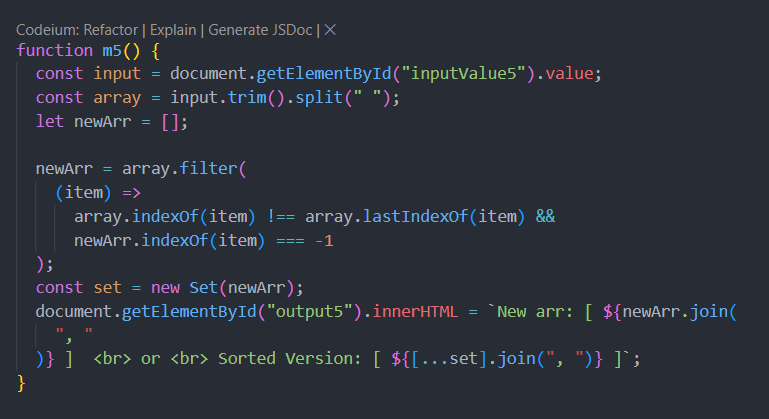 Codeium: Refactor | Explain | Generate JSDoc | ×
function m5() {
  const input = document.getElementById("inputValue5").value;
  const array = input.trim().split(" ");
  let newArr = [];

  newArr = array.filter(
    (item) =>
      array.indexOf(item) !== array.lastIndexOf(item) &&
      newArr.indexOf(item) === -1
  );
  const set = new Set(newArr);
  document.getElementById("output5").innerHTML = `New arr: [ ${newArr.join(
    ", "
  )} ]  <br> or <br> Sorted Version: [ ${[...set].join(", ")} ]`;
}